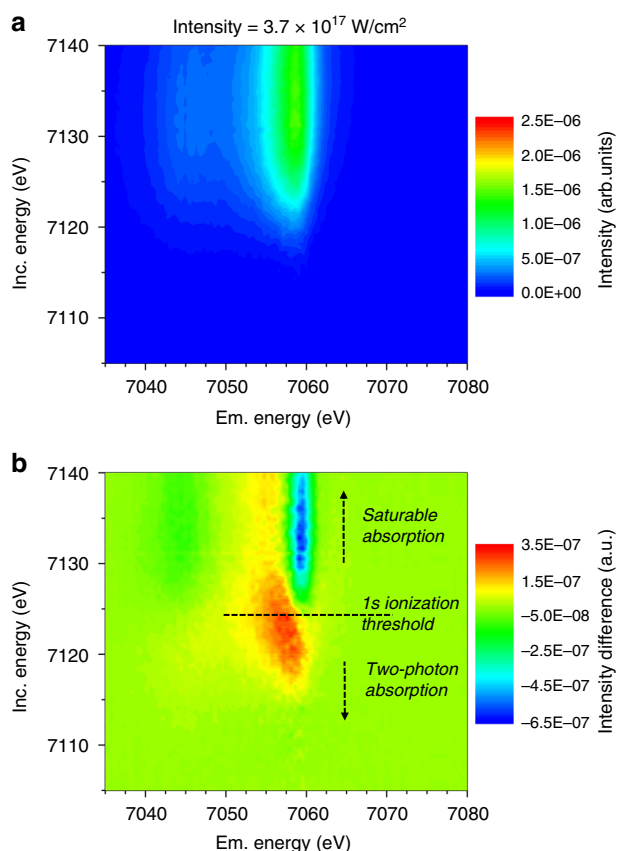 a
Intensity = 3.7 × 10¹⁷ W/cm²
7140
7130
7120
7110
Inc. energy (eV)
7040 7050 7060 7070 7080
Em. energy (eV)
2.5E–06
2.0E–06
1.5E–06
1.0E–06
5.0E–07
0.0E+00
Intensity (arb.units)
b
7140
7130
7120
7110
Inc. energy (eV)
Saturable
absorption
1s ionization
threshold
Two-photon
absorption
7040 7050 7060 7070 7080
Em. energy (eV)
3.5E–07
1.5E–07
–5.0E–08
–2.5E–07
–4.5E–07
–6.5E–07
Intensity difference (a.u.)